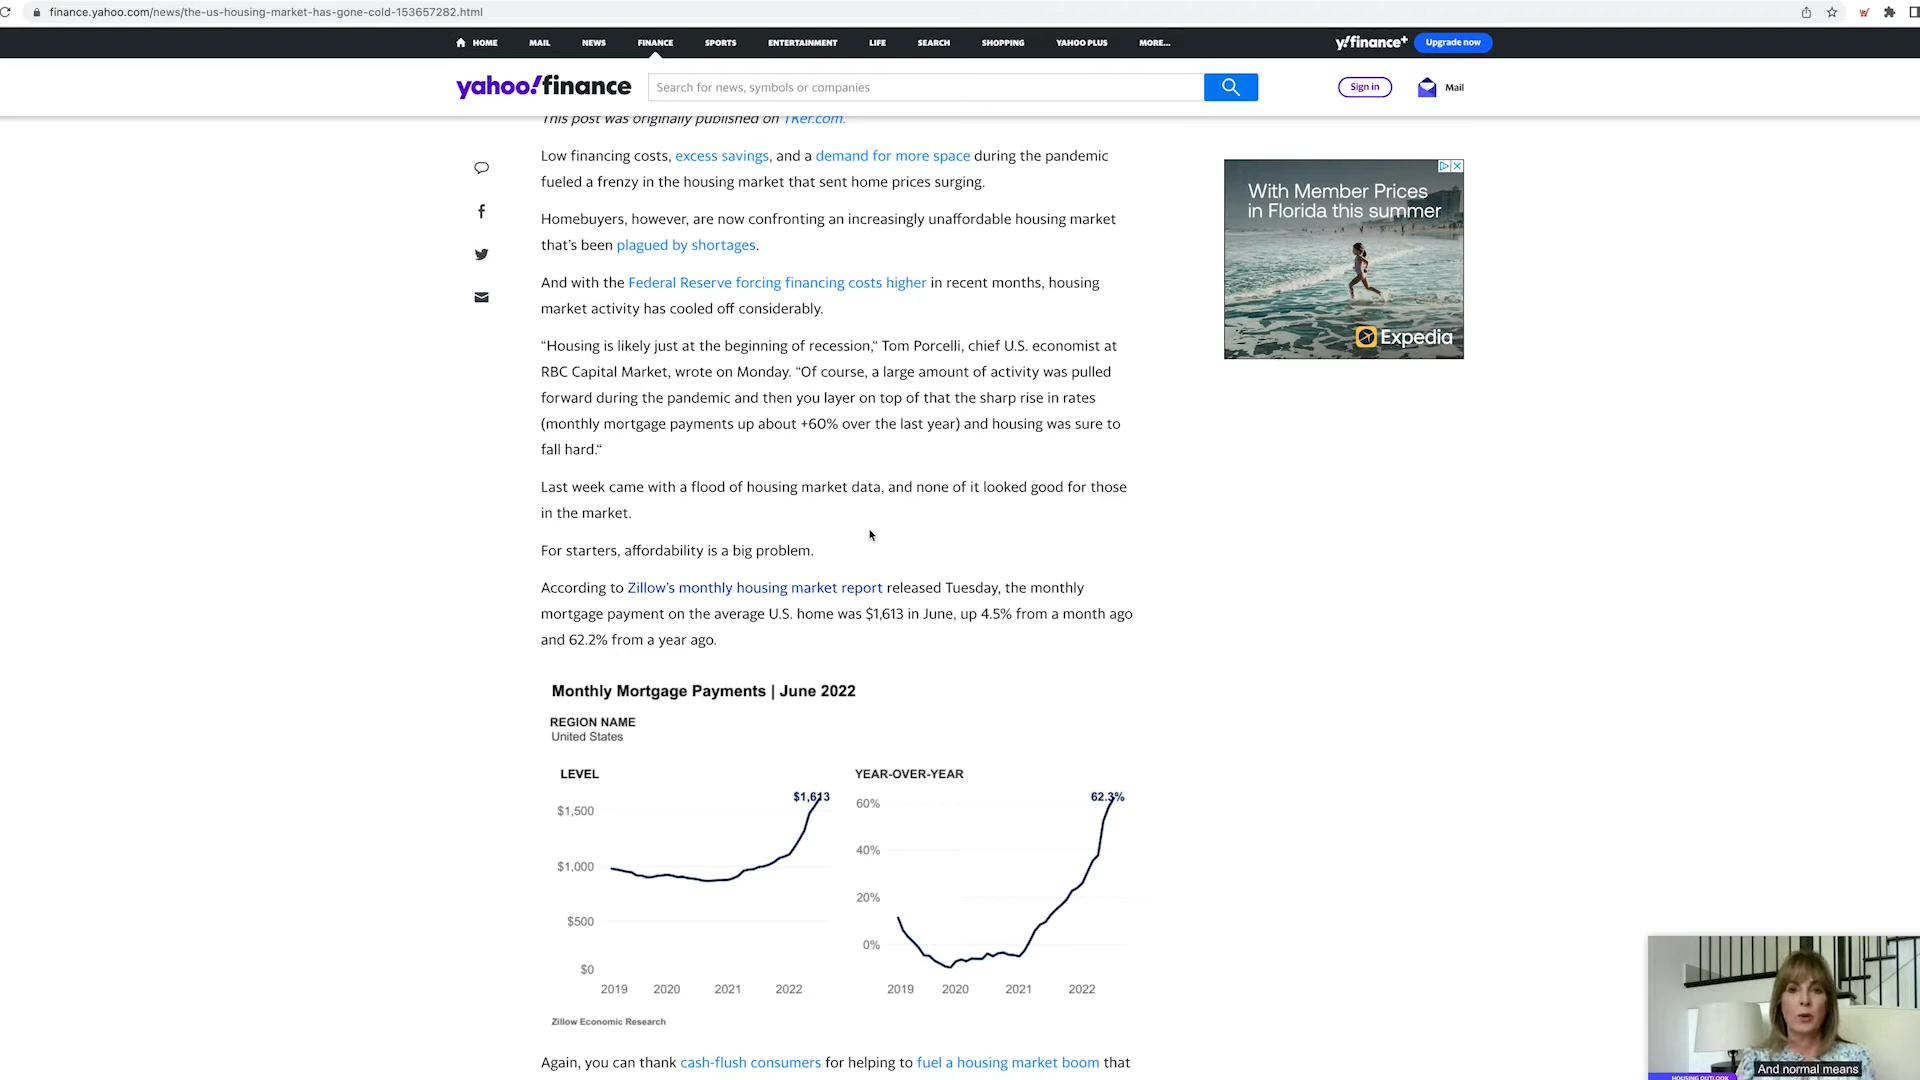 finance.yahoo.com/news/the-us-housing-market-has-gone-cold-153657282.html
HOME MAIL NEWS FINANCE SPORTS ENTERTAINMENT LIFE SEARCH SHOPPING YAHOO PLUS MORE... y!finance+ Upgrade now
yahoo!finance Search for news, symbols or companies Sign in Mail
This post was originally published on TKer.com.
Low financing costs, excess savings, and a demand for more space during the pandemic
fueled a frenzy in the housing market that sent home prices surging.
Homebuyers, however, are now confronting an increasingly unaffordable housing market
that's been plagued by shortages.
And with the Federal Reserve forcing financing costs higher in recent months, housing
market activity has cooled off considerably.
“Housing is likely just at the beginning of recession,“ Tom Porcelli, chief U.S. economist at
RBC Capital Market, wrote on Monday. “Of course, a large amount of activity was pulled
forward during the pandemic and then you layer on top of that the sharp rise in rates
(monthly mortgage payments up about +60% over the last year) and housing was sure to
fall hard.“
Last week came with a flood of housing market data, and none of it looked good for those
in the market.
For starters, affordability is a big problem.
According to Zillow's monthly housing market report released Tuesday, the monthly
mortgage payment on the average U.S. home was $1,613 in June, up 4.5% from a month ago
and 62.2% from a year ago.
Monthly Mortgage Payments | June 2022
REGION NAME
United States
LEVEL
$1,613
$1,500
$1,000
$500
$0
2019 2020 2021 2022
YEAR-OVER-YEAR
62.3%
60%
40%
20%
0%
2019 2020 2021 2022
Zillow Economic Research
Again, you can thank cash-flush consumers for helping to fuel a housing market boom that
With Member Prices
in Florida this summer
Expedia
And normal means
HOUSING OUTLOOK